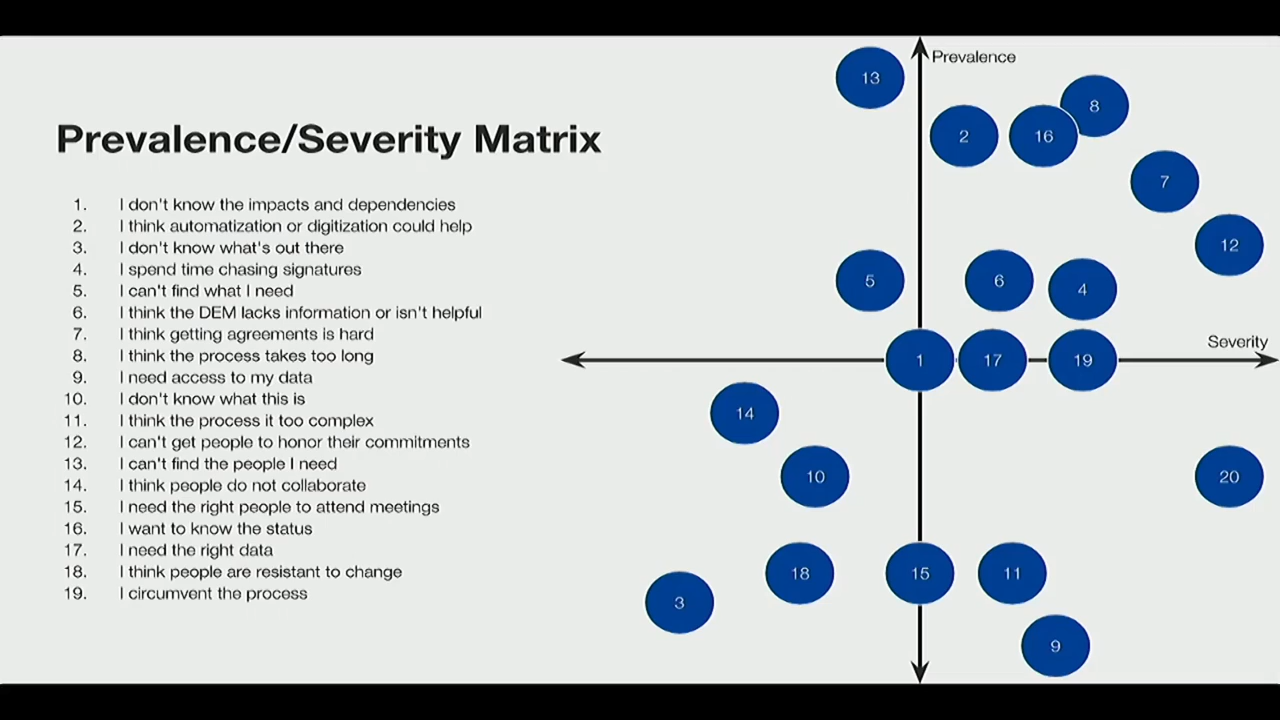 Prevalence/Severity Matrix
1. I don't know the impacts and dependencies
2. I think automatization or digitization could help
3. I don't know what's out there
4. I spend time chasing signatures
5. I can't find what I need
6. I think the DEM lacks information or isn't helpful
7. I think getting agreements is hard
8. I think the process takes too long
9. I need access to my data
10. I don't know what this is
11. I think the process it too complex
12. I can't get people to honor their commitments
13. I can't find the people I need
14. I think people do not collaborate
15. I need the right people to attend meetings
16. I want to know the status
17. I need the right data
18. I think people are resistant to change
19. I circumvent the process
Prevalence
13
8
2
16
7
12
5
6
4
Severity
1
17
19
14
10
20
18
15
11
3
9